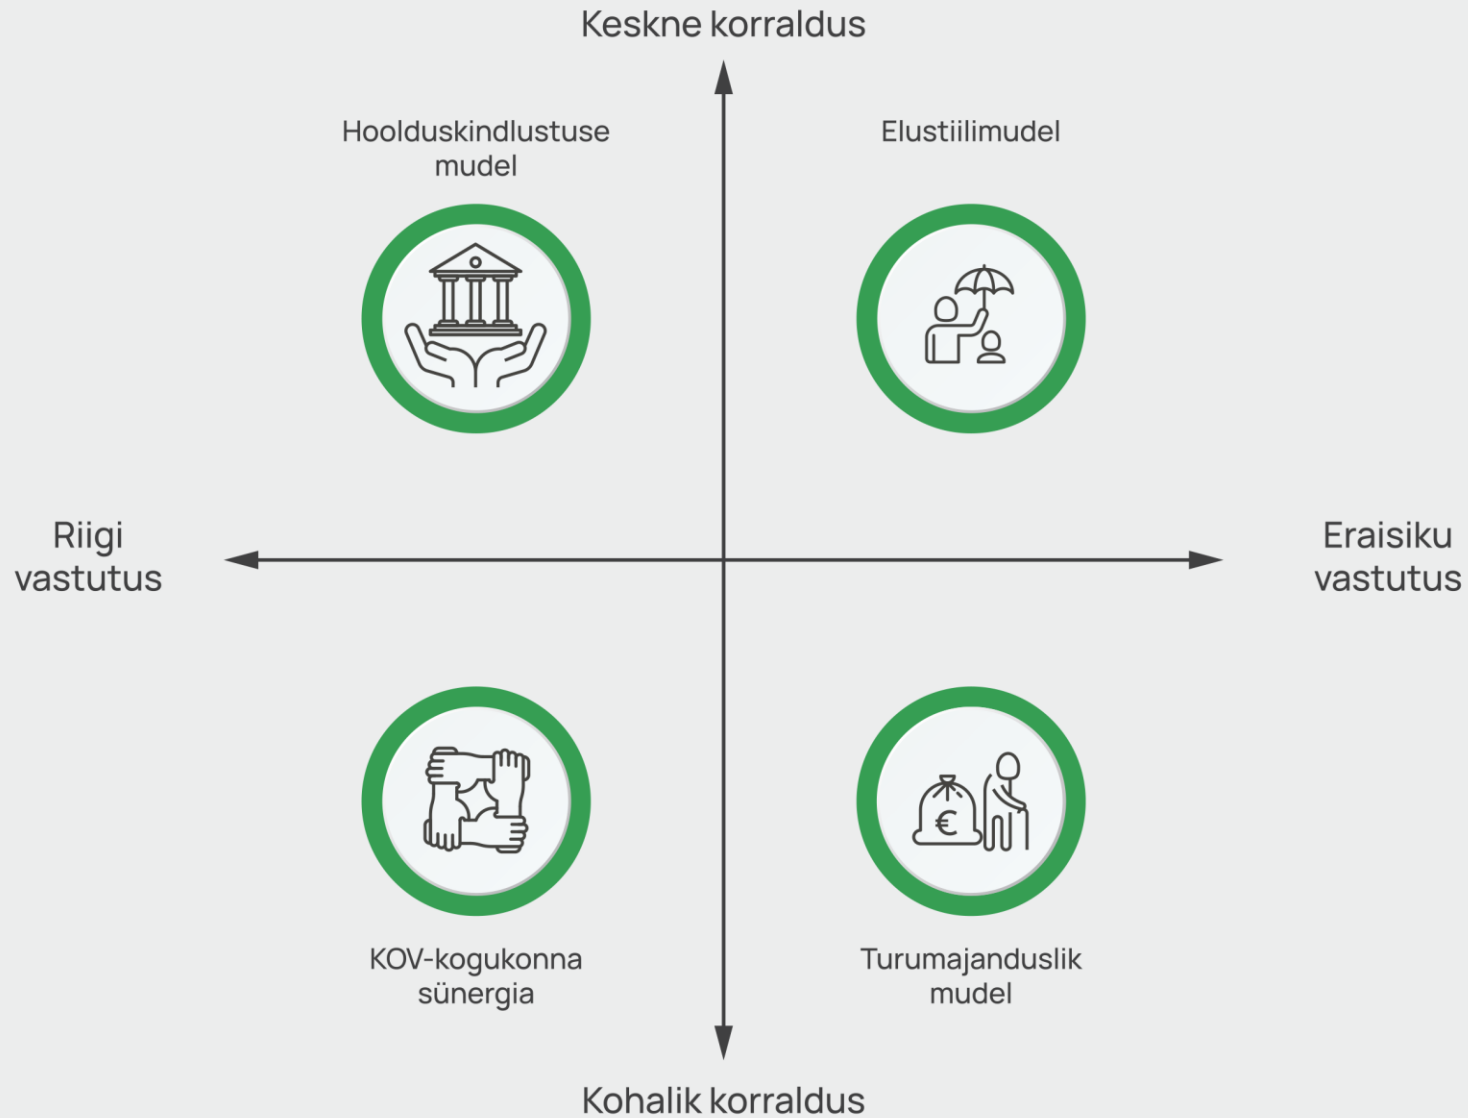 Keskne korraldus
Hoolduskindlustuse
mudel
Elustiilimudel
Riigi
vastutus
Eraisiku
vastutus
€
KOV-kogukonna
sünergia
Turumajanduslik
mudel
Kohalik korraldus